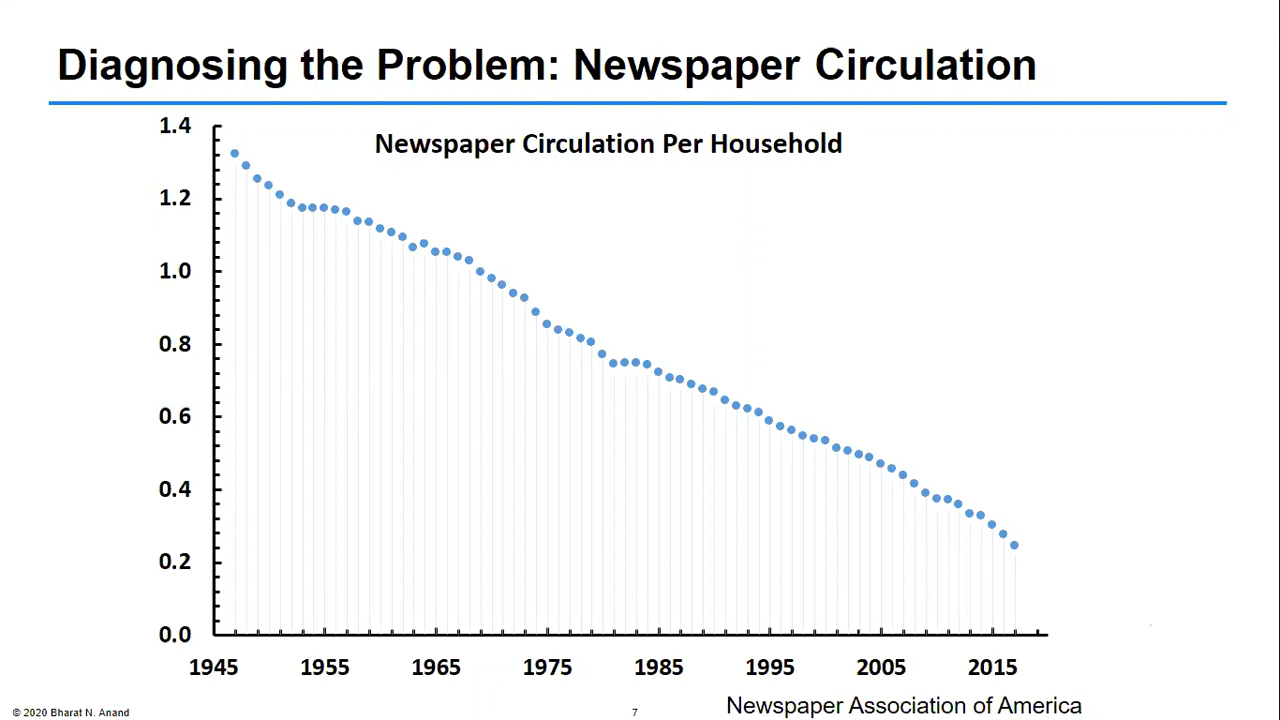 Diagnosing the Problem: Newspaper Circulation
Newspaper Circulation Per Household
1.4
1.2
1.0
0.8
0.6
0.4
0.2
0.0
1945 1955 1965 1975 1985 1995 2005 2015
Newspaper Association of America
© 2020 Bharat N. Anand
7